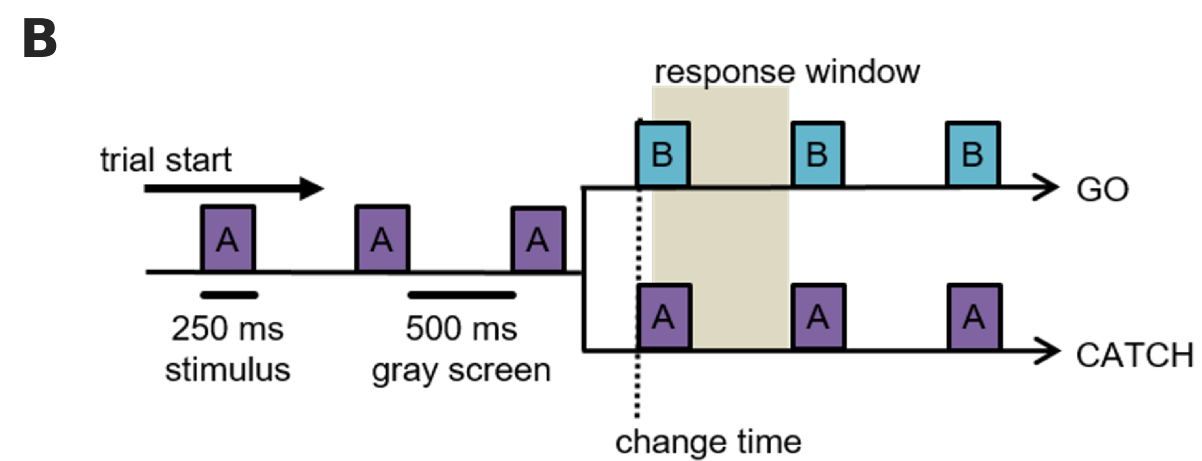 B
response window
trial start
B
B
B
GO
A
A
A
250 ms
stimulus
500 ms
gray screen
A
A
A
CATCH
change time